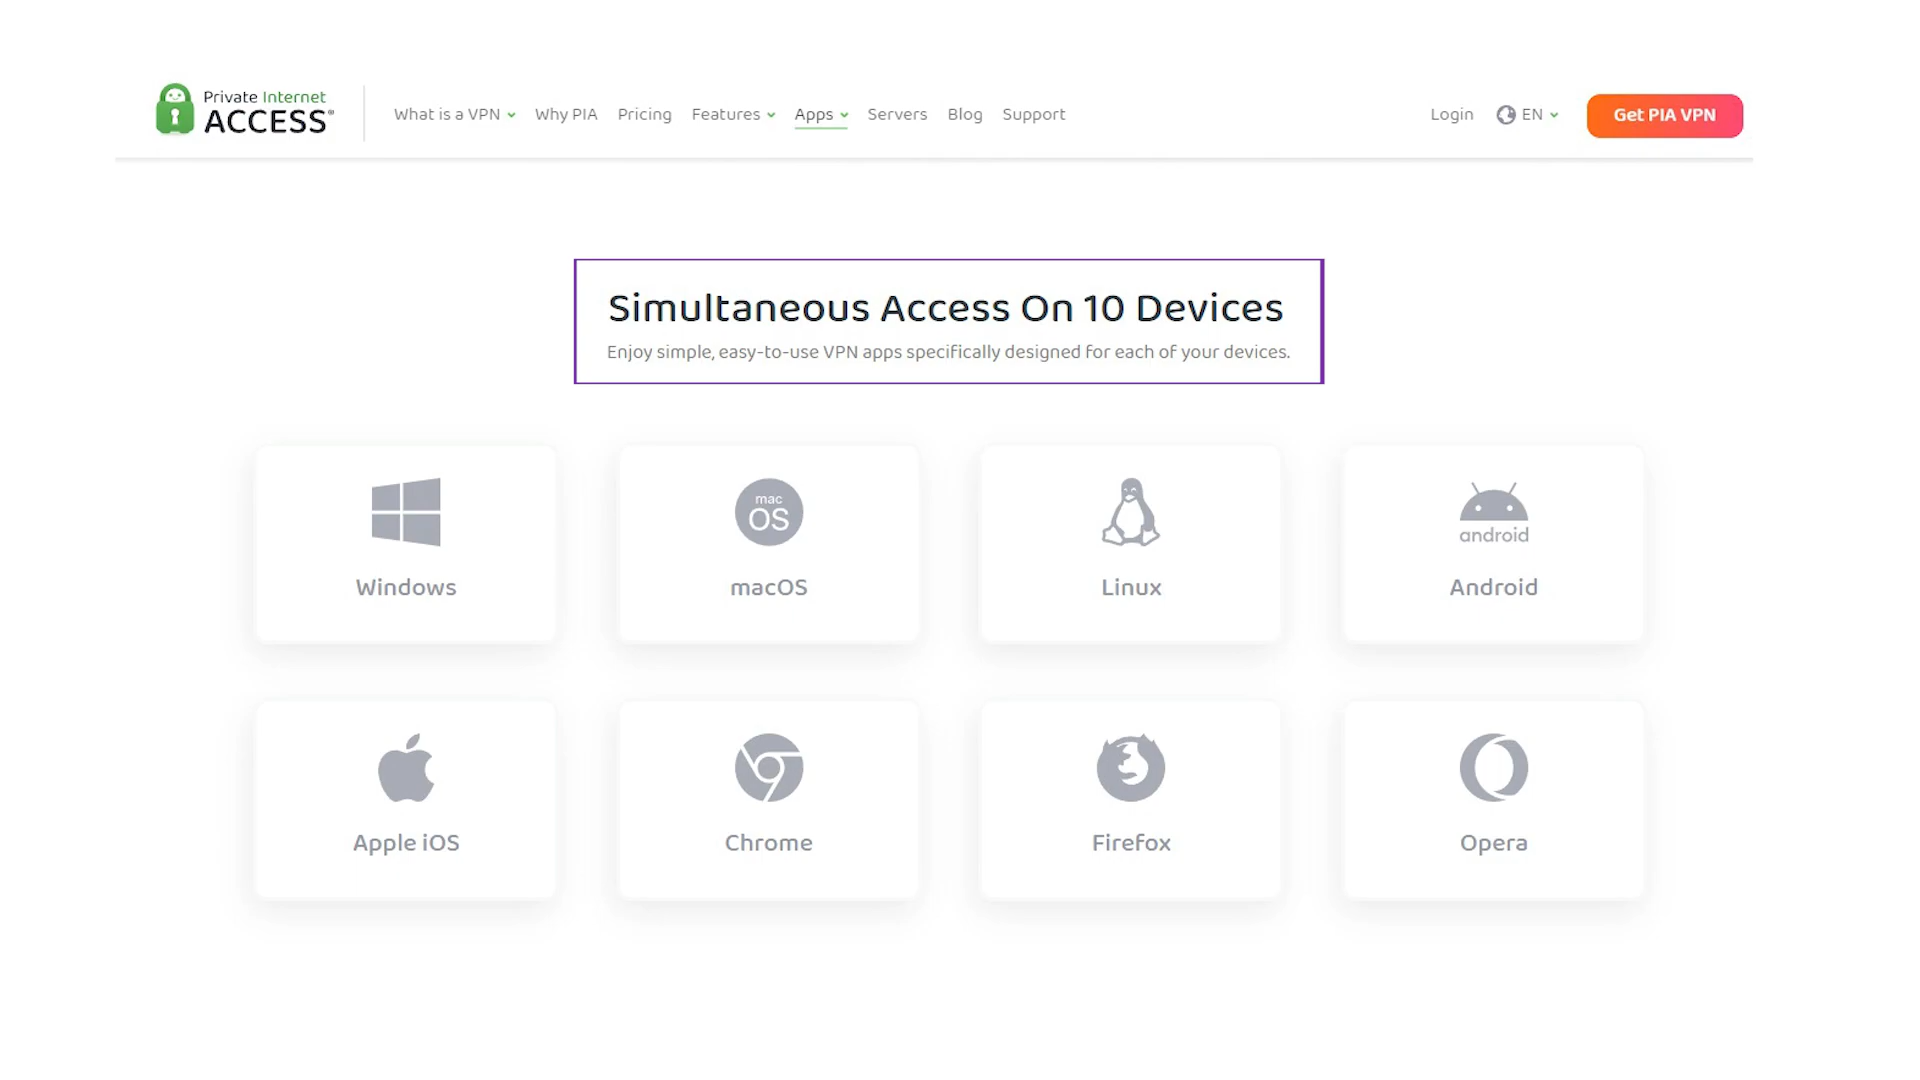 Private Internet
ACCESS®
What is a VPN Why PIA Pricing Features Apps Servers Blog Support
Login EN Get PIA VPN
Simultaneous Access On 10 Devices
Enjoy simple, easy-to-use VPN apps specifically designed for each of your devices.
mac
OS
android
Windows macOS Linux Android
Apple iOS Chrome Firefox Opera